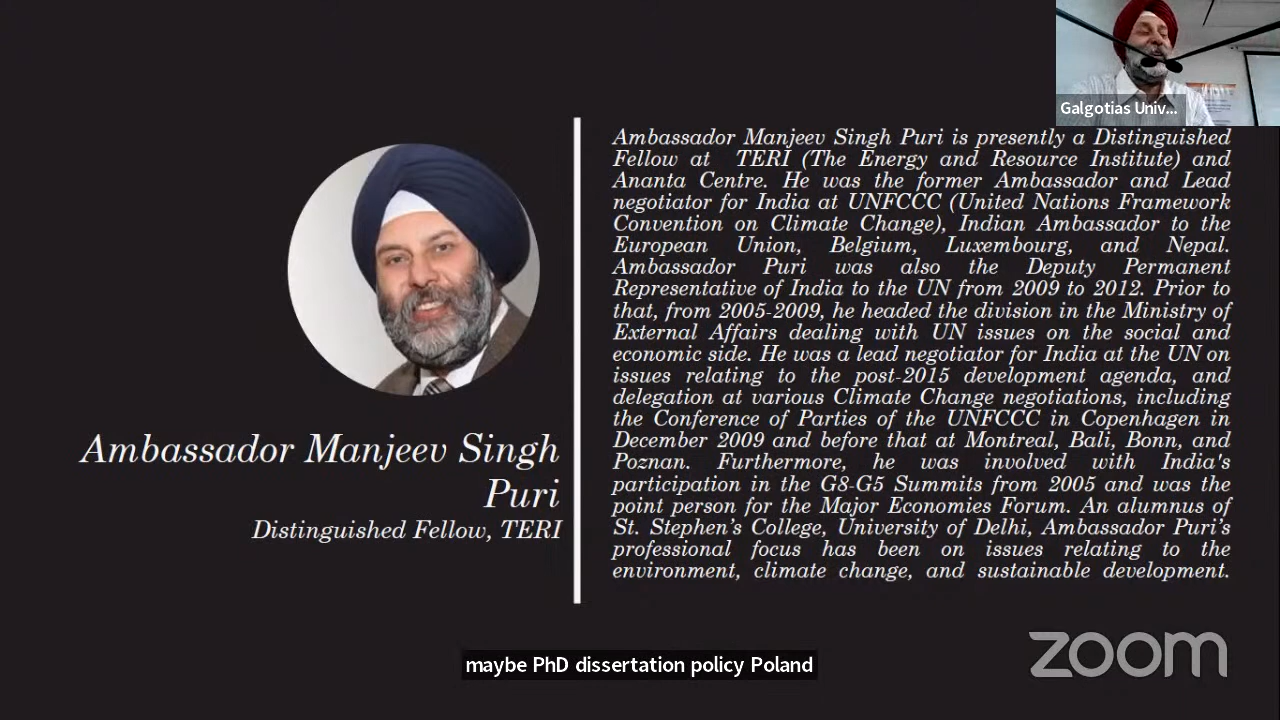 Galgotias Univ...
Ambassador Manjeev Singh Puri is presently a Distinguished
Fellow at TERI (The Energy and Resource Institute) and
Ananta Centre. He was the former Ambassador and Lead
negotiator for India at UNFCCC (United Nations Framework
Convention on Climate Change), Indian Ambassador to the
European Union, Belgium, Luxembourg, and Nepal.
Ambassador Puri was also the Deputy Permanent
Representative of India to the UN from 2009 to 2012. Prior to
that, from 2005-2009, he headed the division in the Ministry of
External Affairs dealing with UN issues on the social and
economic side. He was a lead negotiator for India at the UN on
issues relating to the post-2015 development agenda, and
delegation at various Climate Change negotiations, including
the Conference of Parties of the UNFCCC in Copenhagen in
December 2009 and before that at Montreal, Bali, Bonn, and
Poznan. Furthermore, he was involved with India's
participation in the G8-G5 Summits from 2005 and was the
point person for the Major Economies Forum. An alumnus of
St. Stephen’s College, University of Delhi, Ambassador Puri’s
professional focus has been on issues relating to the
environment, climate change, and sustainable development.
Ambassador Manjeev Singh
Puri
Distinguished Fellow, TERI
maybe PhD dissertation policy Poland
zoom